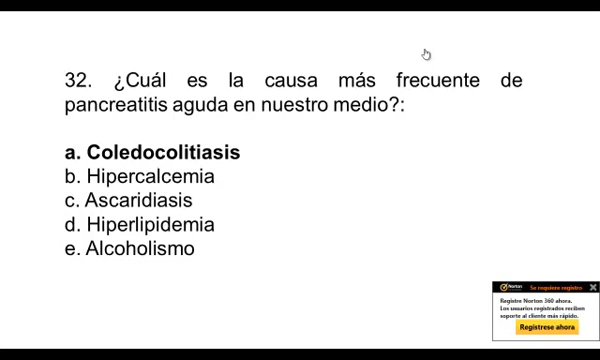 32. ¿Cuál es la causa más frecuente de
pancreatitis aguda en nuestro medio?:
a. Coledocolitiasis
b. Hipercalcemia
c. Ascaridiasis
d. Hiperlipidemia
e. Alcoholismo
Norton Se requiere registro X
Registre Norton 360 ahora.
Los usuarios registrados reciben
soporte al cliente más rápido.
Regístrese ahora